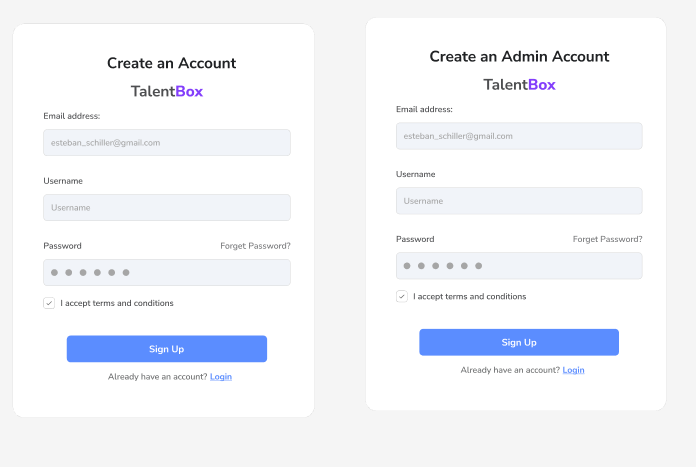 Create an Account
TalentBox
Email address:
esteban_schiller@gmail.com
Username
Username
Password Forget Password?
I accept terms and conditions
Sign Up
Already have an account? Login
Create an Admin Account
TalentBox
Email address:
esteban_schiller@gmail.com
Username
Username
Password Forget Password?
I accept terms and conditions
Sign Up
Already have an account? Login